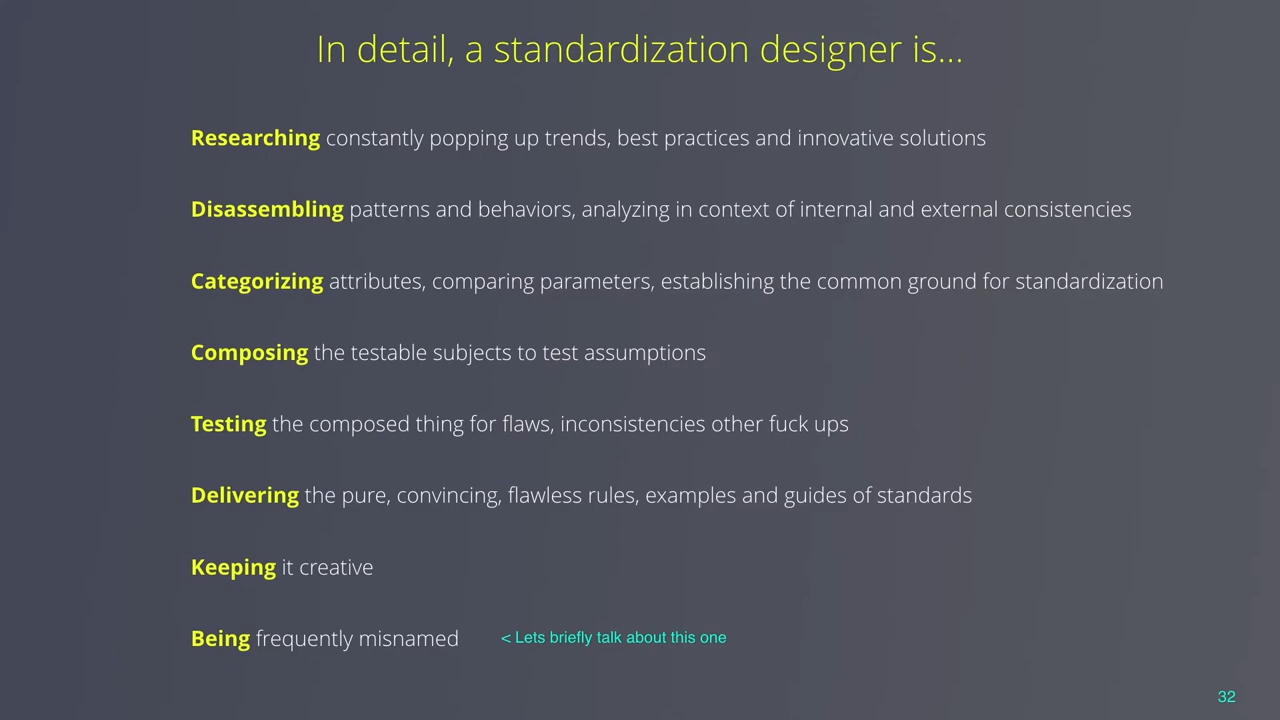 In detail, a standardization designer is...
Researching constantly popping up trends, best practices and innovative solutions
Disassembling patterns and behaviors, analyzing in context of internal and external consistencies
Categorizing attributes, comparing parameters, establishing the common ground for standardization
Composing the testable subjects to test assumptions
Testing the composed thing for flaws, inconsistencies other fuck ups
Delivering the pure, convincing, flawless rules, examples and guides of standards
Keeping it creative
Being frequently misnamed < Lets briefly talk about this one
32